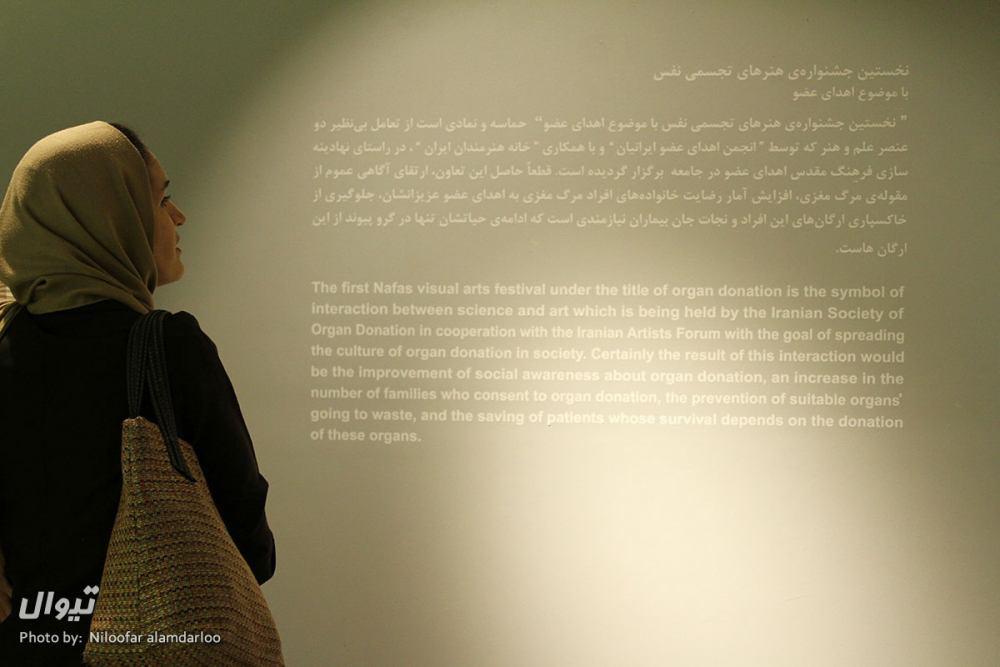 نخستین جشنواره‌ی هنرهای تجسمی نفس
با موضوع اهدای عضو
" نخستین جشنواره‌ی هنرهای تجسمی نفس با موضوع اهدای عضو" حماسه و نمادی است از تعامل بی‌نظیر دو
عنصر علم و هنر که توسط "انجمن اهدای عضو ایرانیان" و با همکاری "خانه هنرمندان ایران"، در راستای نهادینه
سازی فرهنگ مقدس اهدای عضو در جامعه برگزار گردیده است. قطعاً حاصل این تعاون، ارتقای آگاهی عموم از
مقوله‌ی مرگ مغزی، افزایش آمار رضایت خانواده‌های افراد مرگ مغزی به اهدای عضو عزیزانشان، جلوگیری از
خاکسپاری ارگان‌های این افراد و نجات جان بیماران نیازمندی است که ادامه‌ی حیاتشان تنها در گرو پیوند از این
ارگان هاست.
The first Nafas visual arts festival under the title of organ donation is the symbol of
interaction between science and art which is being held by the Iranian Society of
Organ Donation in cooperation with the Iranian Artists Forum with the goal of spreading
the culture of organ donation in society. Certainly the result of this interaction would
be the improvement of social awareness about organ donation, an increase in the
number of families who consent to organ donation, the prevention of suitable organs'
going to waste, and the saving of patients whose survival depends on the donation
of these organs.
تیوال
Photo by: Niloofar alamdarloo